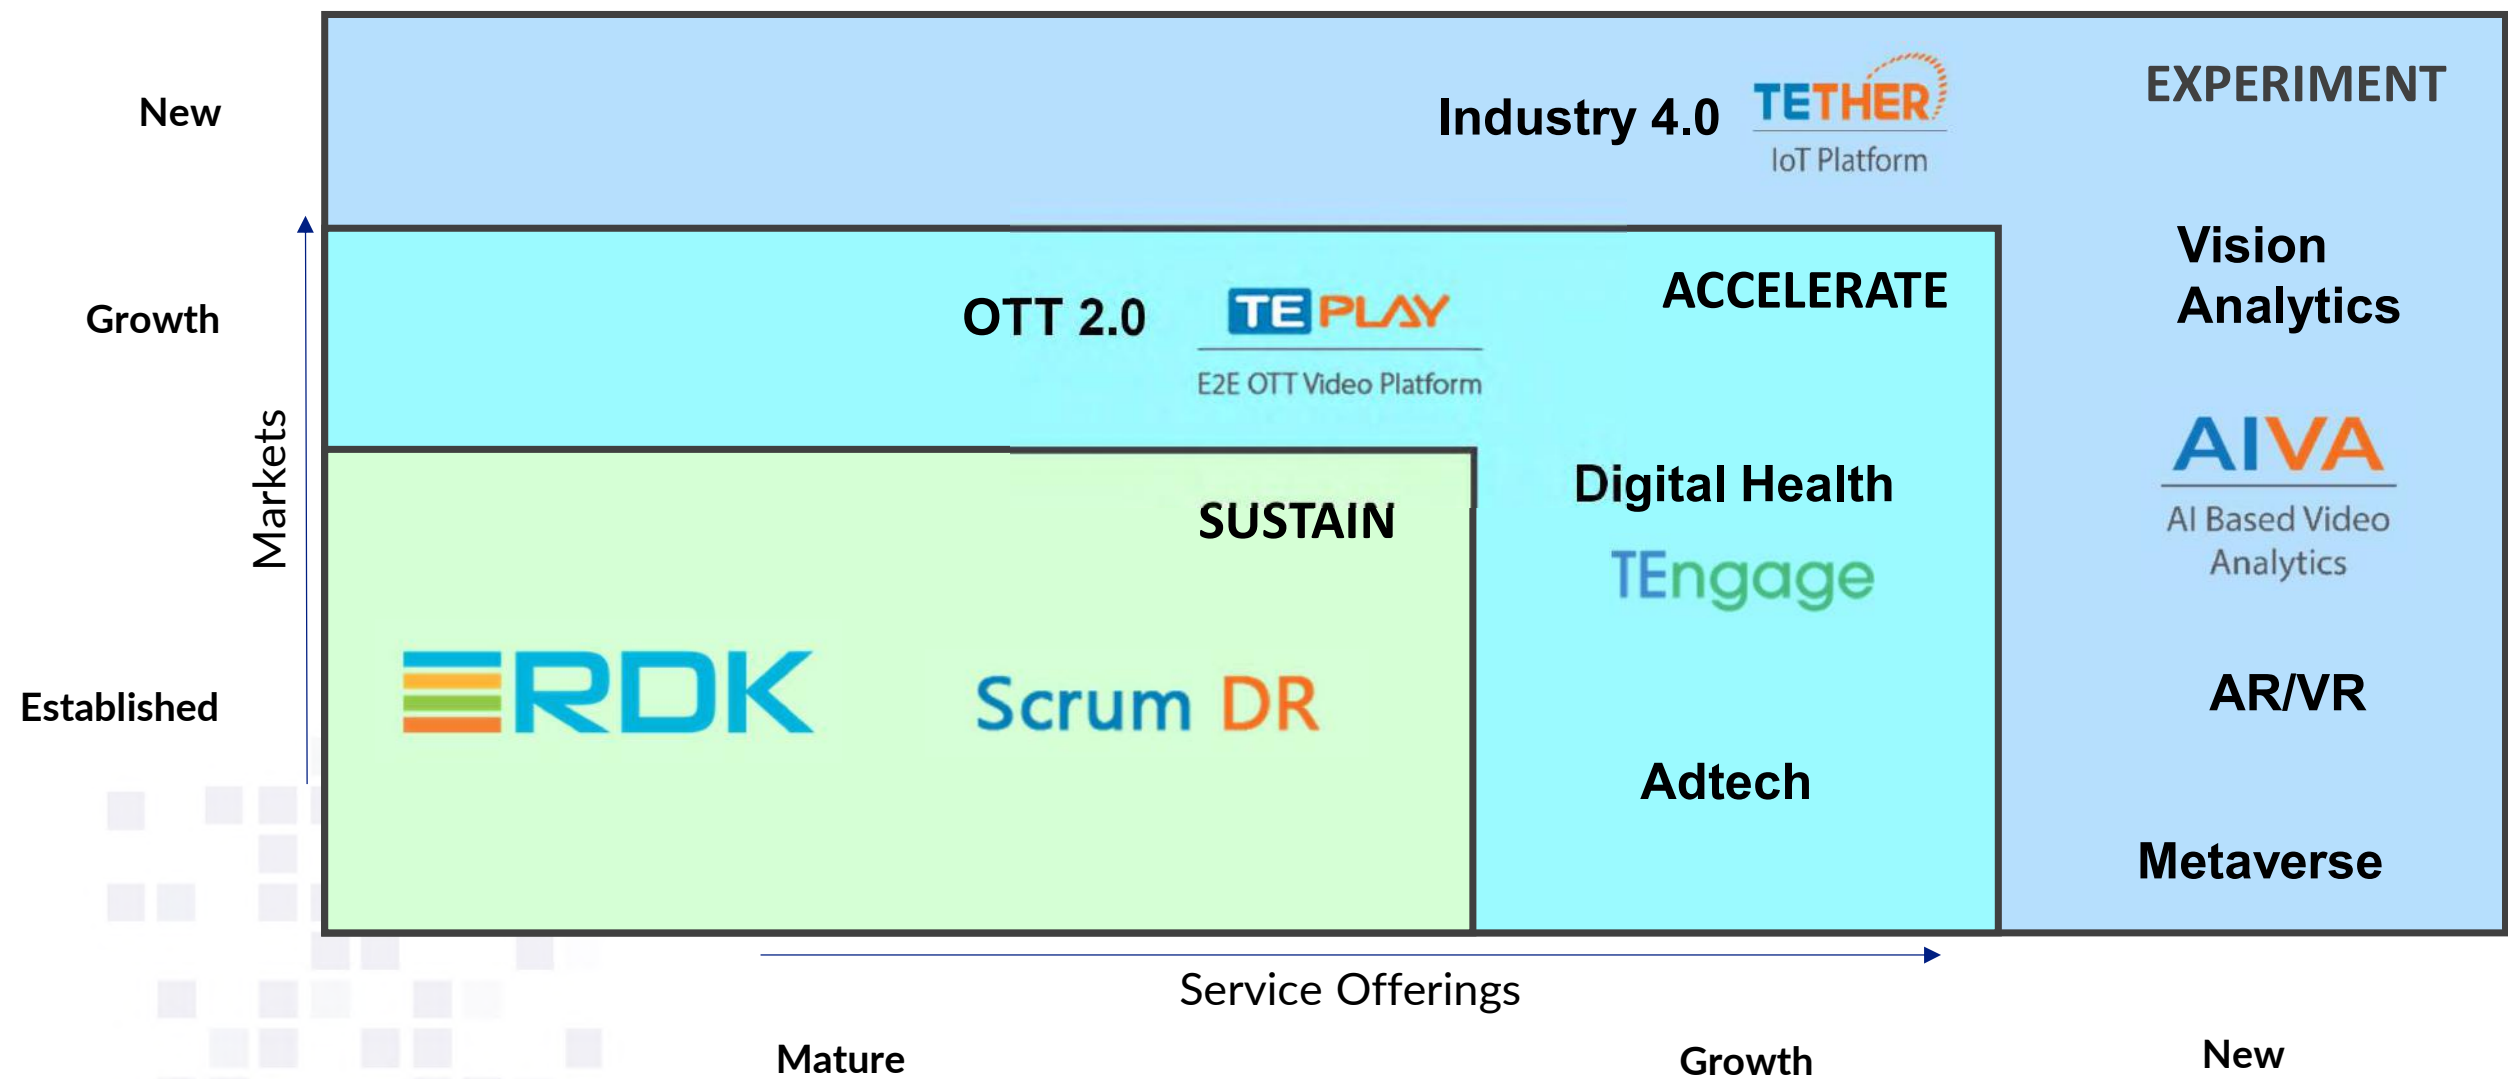 New
Industry 4.0
TETHER
IoT Platform
EXPERIMENT
Growth
OTT 2.0
TE PLAY
E2E OTT Video Platform
ACCELERATE
Vision
Analytics
Markets
SUSTAIN
Digital Health
TEngage
AIVA
AI Based Video
Analytics
Established
RDK
Scrum DR
Adtech
AR/VR
Metaverse
Service Offerings
Mature
Growth
New